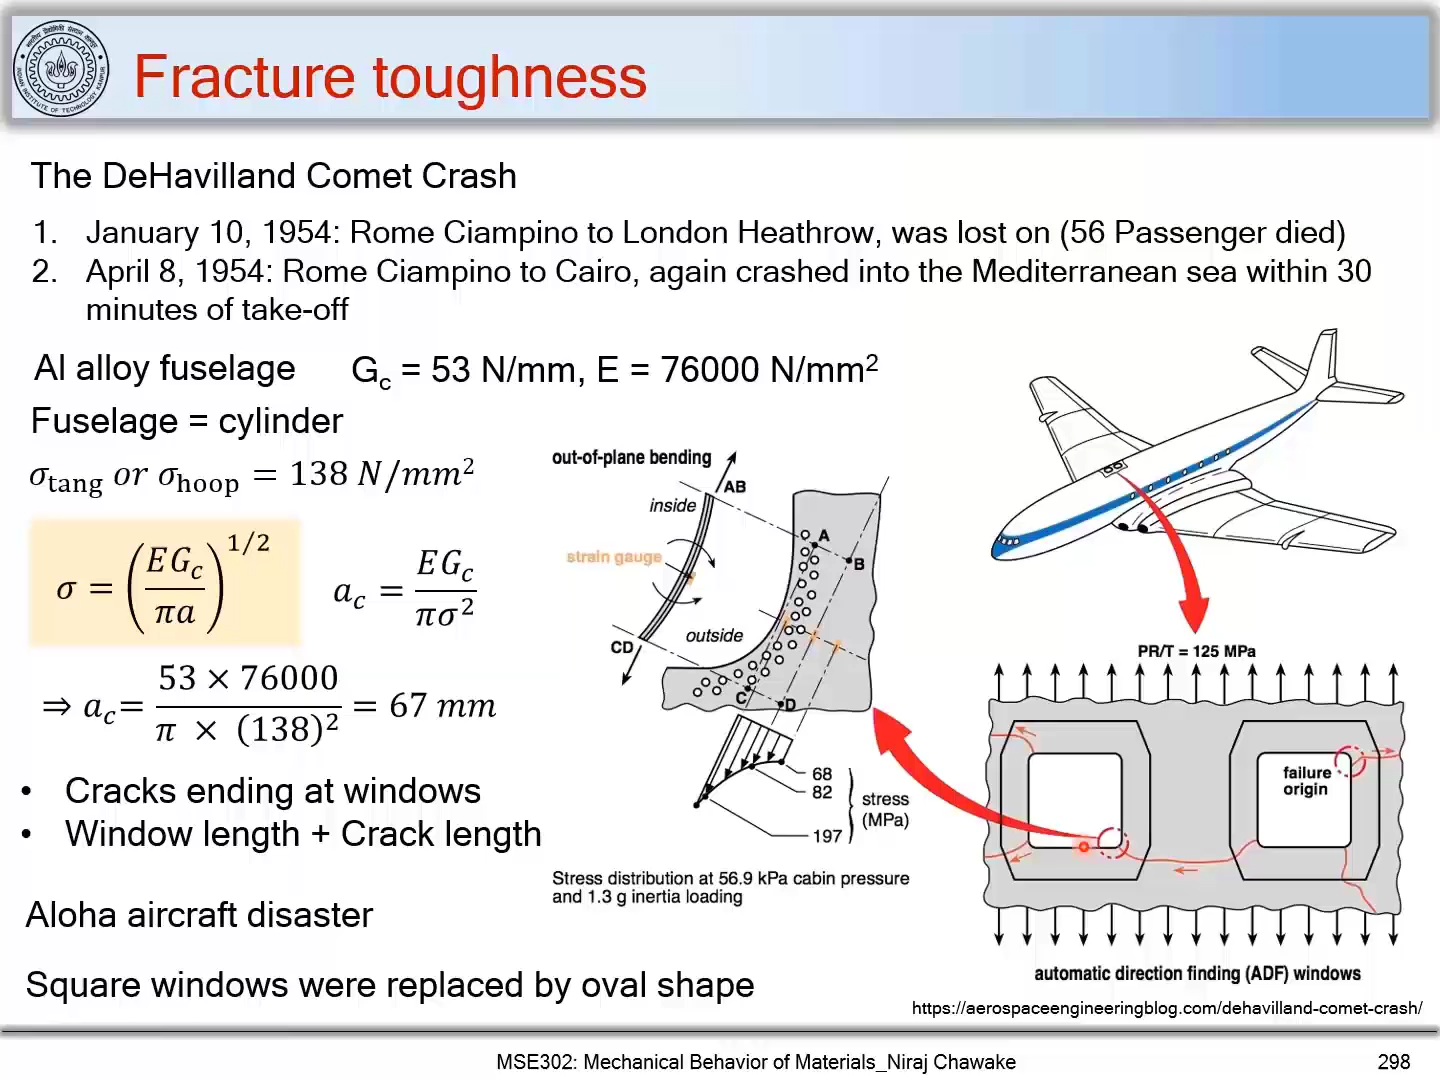 Fracture toughness
The DeHavilland Comet Crash
1. January 10, 1954: Rome Ciampino to London Heathrow, was lost on (56 Passenger died)
2. April 8, 1954: Rome Ciampino to Cairo, again crashed into the Mediterranean sea within 30
minutes of take-off
Al alloy fuselage
G_c = 53 N/mm, E = 76000 N/mm²
Fuselage = cylinder
σ_tang or σ_hoop = 138 N/mm²
σ = (EG_c/πa)^1/2
a_c = EG_c/πσ²
⇒ a_c = 53 × 76000/π × (138)² = 67 mm
• Cracks ending at windows
• Window length + Crack length
Aloha aircraft disaster
Square windows were replaced by oval shape
out-of-plane bending
AB
inside
strain gauge
outside
CD
A
B
C
D
68
82
197
stress
(MPa)
Stress distribution at 56.9 kPa cabin pressure
and 1.3 g inertia loading
PR/T = 125 MPa
failure
origin
automatic direction finding (ADF) windows
https://aerospaceengineeringblog.com/dehavilland-comet-crash/
MSE302: Mechanical Behavior of Materials_Niraj Chawake
298